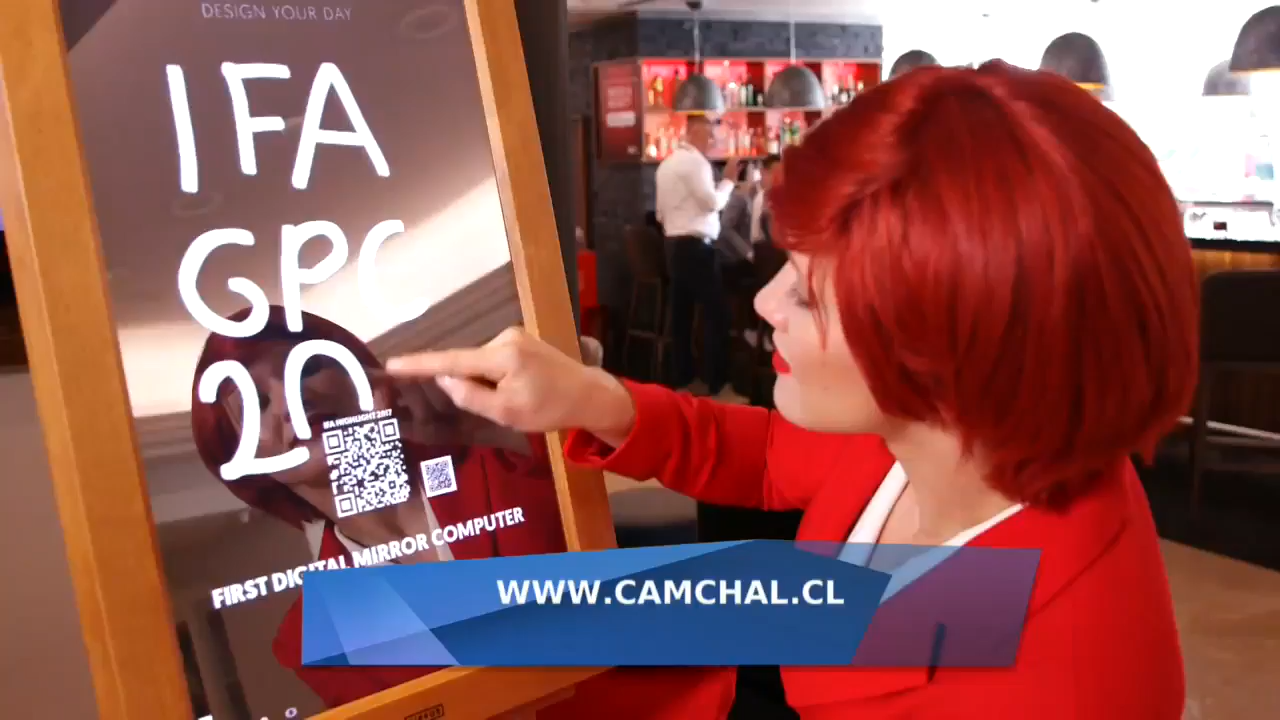 DESIGN YOUR DAY
IFA
GPC
20
IFA HIGHLIGHT 2017
FIRST DIGITAL MIRROR COMPUTER
WWW.CAMCHAL.CL